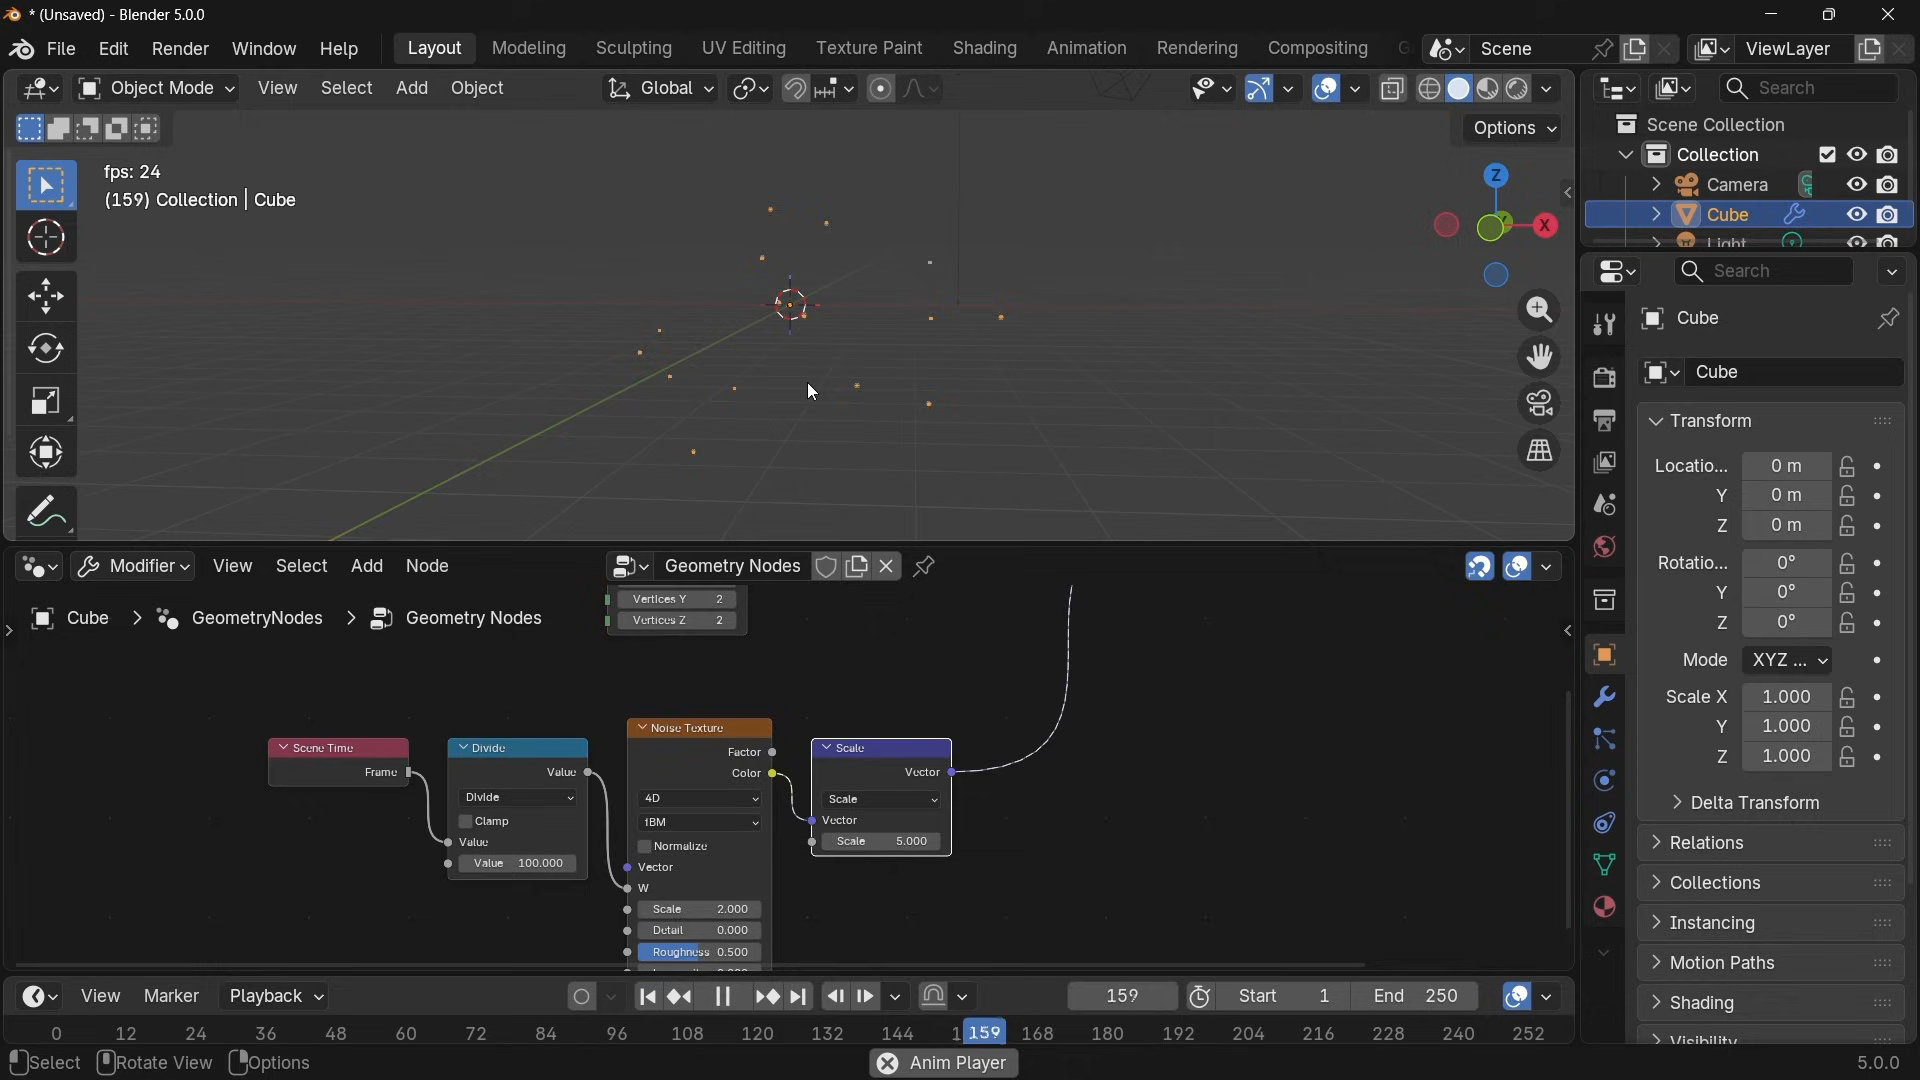 * (Unsaved) - Blender 5.0.0
File Edit Render Window Help Layout Modeling Sculpting UV Editing Texture Paint Shading Animation Rendering Compositing Scene ViewLayer
Object Mode View Select Add Object Global Search
Options
Scene Collection
Collection
Camera
Cube
Light
fps: 24
(159) Collection | Cube
Z
X
Search
Cube
Cube
Transform
Locatio... 0 m
Y 0 m
Z 0 m
Rotatio... 0°
Y 0°
Z 0°
Mode XYZ ...
Scale X 1.000
Y 1.000
Z 1.000
Delta Transform
Relations
Collections
Instancing
Motion Paths
Shading
Visibility
Modifier View Select Add Node Geometry Nodes
Cube > GeometryNodes > Geometry Nodes
Vertices Y 2
Vertices Z 2
Scene Time
Frame
Divide
Value
Divide
Clamp
Value
Value 100.000
Noise Texture
Factor
Color
4D
fBM
Normalize
Vector
W
Scale 2.000
Detail 0.000
Roughness 0.500
Scale
Vector
Scale
Vector
Scale 5.000
View Marker Playback 159 Start 1 End 250
0 12 24 36 48 60 72 84 96 108 120 132 144 1 159 168 180 192 204 216 228 240 252
Select Rotate View Options Anim Player 5.0.0